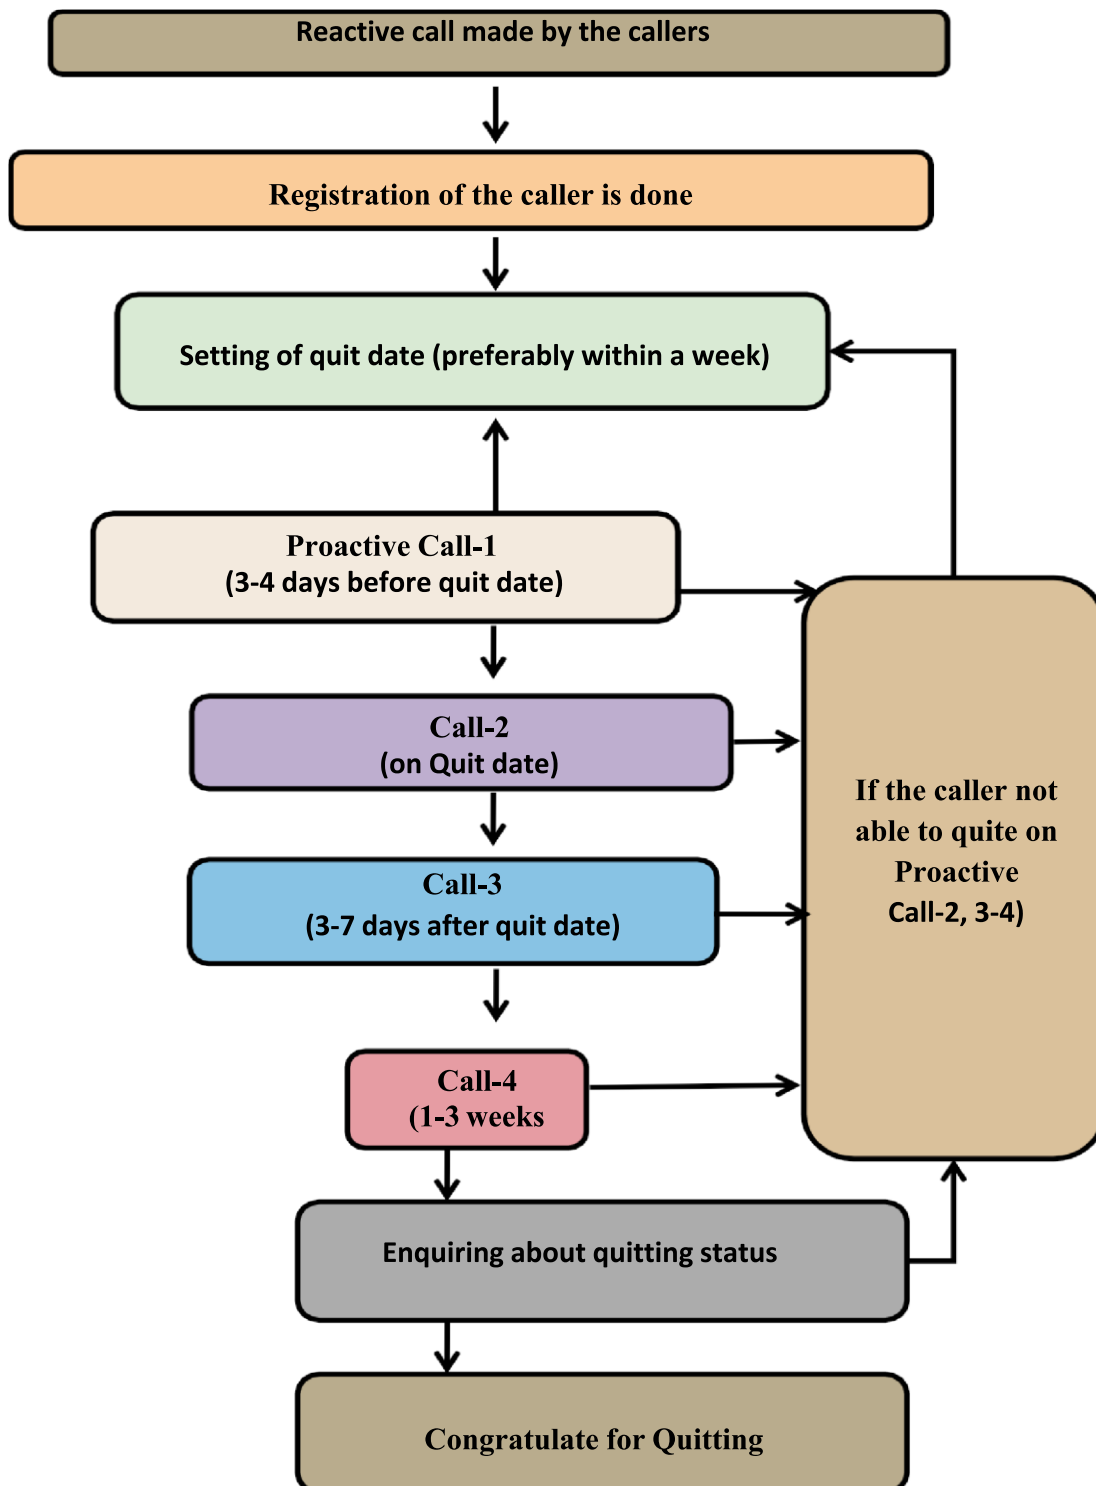 Reactive call made by the callers
Registration of the caller is done
Setting of quit date (preferably within a week)
Proactive Call-1
(3-4 days before quit date)
Call-2
(on Quit date)
Call-3
(3-7 days after quit date)
Call-4
(1-3 weeks
If the caller not
able to quite on
Proactive
Call-2, 3-4)
Enquiring about quitting status
Congratulate for Quitting